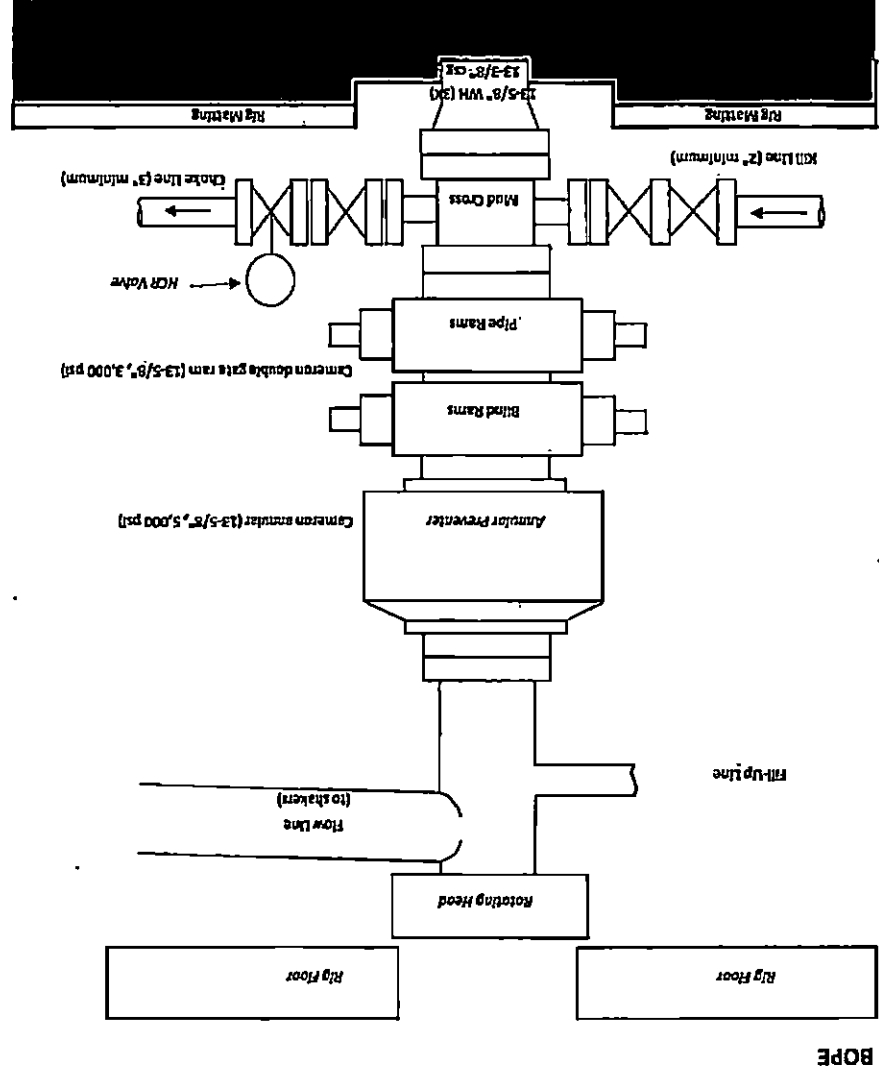 BOPE
Rig Floor
Rig Floor
Rotating Head
Fill-Up Line
Flow Line
(to shakers)
Annular Preventer
Cameron annular (13-5/8", 5,000 psi)
Blind Rams
Cameron double gate ram (13-5/8", 3,000 psi)
Pipe Rams
HCR Valve
Mud Cross
Kill Line (2" minimum)
Choke Line (3" minimum)
Rig Matting
Rig Matting
13-5/8" WH (3K)
13-3/8" csg